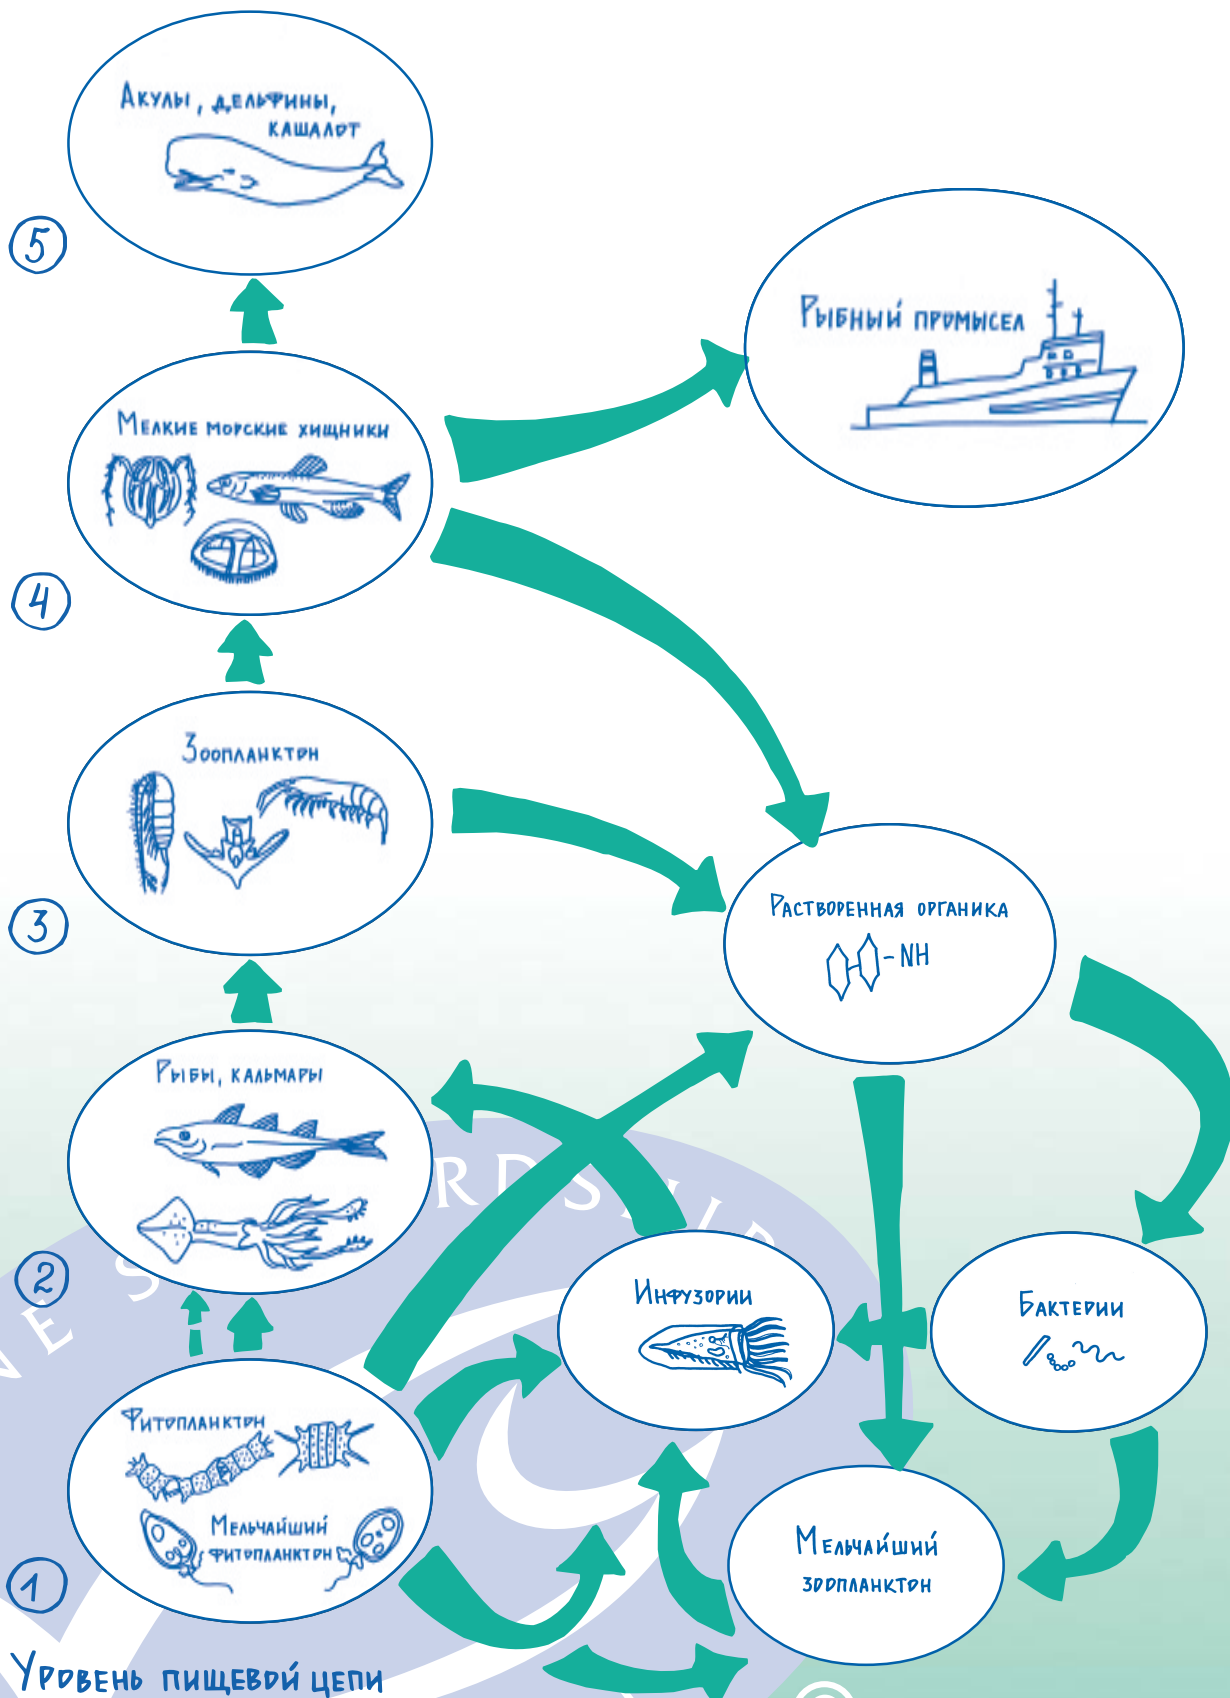 Акулы, дельфины,
кашалот
5
Рыбный промысел
Мелкие морские хищники
4
Зоопланктон
3
Растворенная органика
-NH
Рыбы, кальмары
2
Инфузории
Бактерии
Фитопланктон
Мельчайший
фитопланктон
1
Мельчайший
зоопланктон
Уровень пищевой цепи